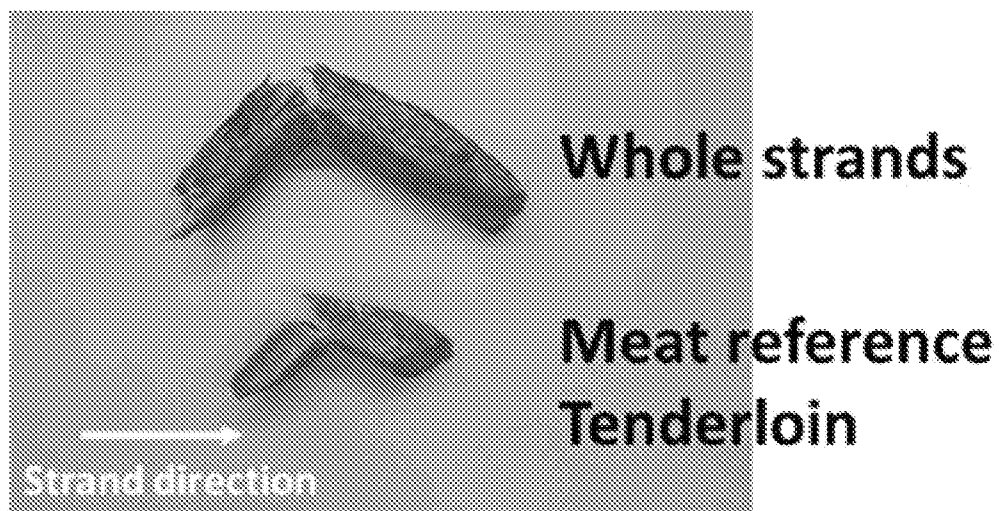 Whole strands
Meat reference
Tenderloin
Strand direction